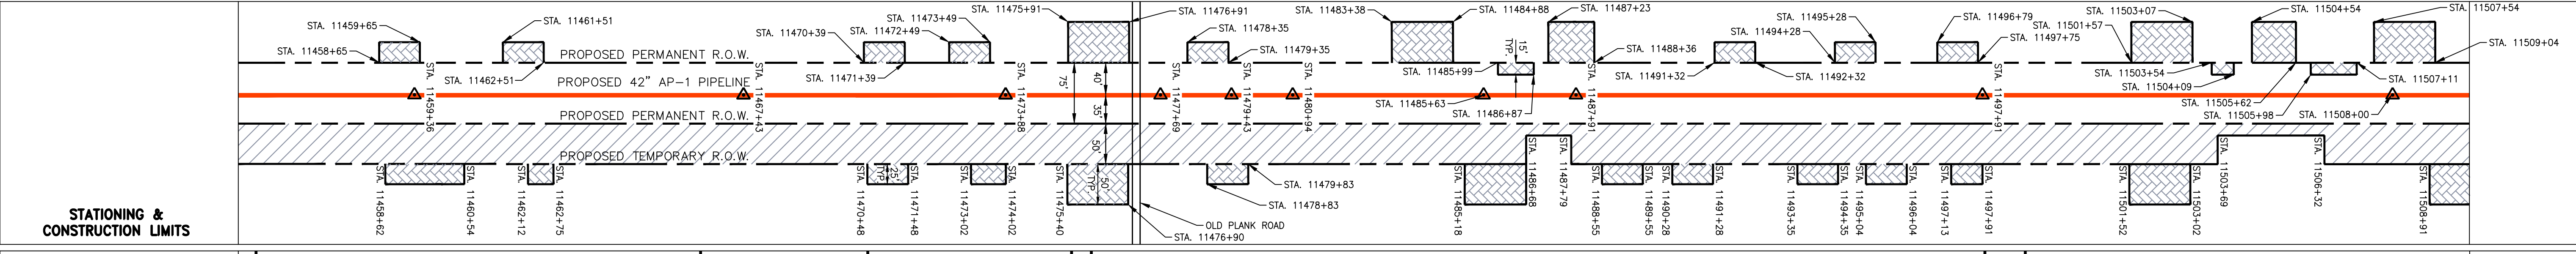 STATIONING &
CONSTRUCTION LIMITS
STA. 11458+65
STA. 11459+65
STA. 11461+51
STA. 11462+51
STA. 11470+39
STA. 11471+39
STA. 11472+49
STA. 11473+49
STA. 11475+91
STA. 11476+91
STA. 11478+35
STA. 11479+35
STA. 11483+38
STA. 11484+88
STA. 11485+99
15'
TYP.
STA. 11486+87
STA. 11487+23
STA. 11488+36
STA. 11491+32
STA. 11492+32
STA. 11494+28
STA. 11495+28
STA. 11496+79
STA. 11497+75
STA. 11501+57
STA. 11503+07
STA. 11503+54
STA. 11504+09
STA. 11504+54
STA. 11505+62
STA. 11505+98
STA. 11507+11
STA. 11507+54
STA. 11509+04
PROPOSED PERMANENT R.O.W.
PROPOSED 42" AP-1 PIPELINE
PROPOSED PERMANENT R.O.W.
PROPOSED TEMPORARY R.O.W.
STA. 11459+36
STA. 11467+43
STA. 11473+88
75'
40'
35'
50'
STA. 11477+69
STA. 11479+43
STA. 11480+94
STA. 11485+63
STA. 11487+91
STA. 11497+91
STA. 11508+00
STA. 11458+62
STA. 11460+54
STA. 11462+12
STA. 11462+75
STA. 11470+48
25'
TYP.
STA. 11471+48
STA. 11473+02
STA. 11474+02
STA. 11475+40
50'
TYP.
STA. 11476+90
OLD PLANK ROAD
STA. 11478+83
STA. 11479+83
STA. 11485+18
STA. 11486+68
STA. 11487+79
STA. 11488+55
STA. 11489+55
STA. 11490+28
STA. 11491+28
STA. 11493+35
STA. 11494+35
STA. 11495+04
STA. 11496+04
STA. 11497+13
STA. 11497+91
STA. 11501+52
STA. 11503+02
STA. 11503+69
STA. 11506+32
STA. 11508+91